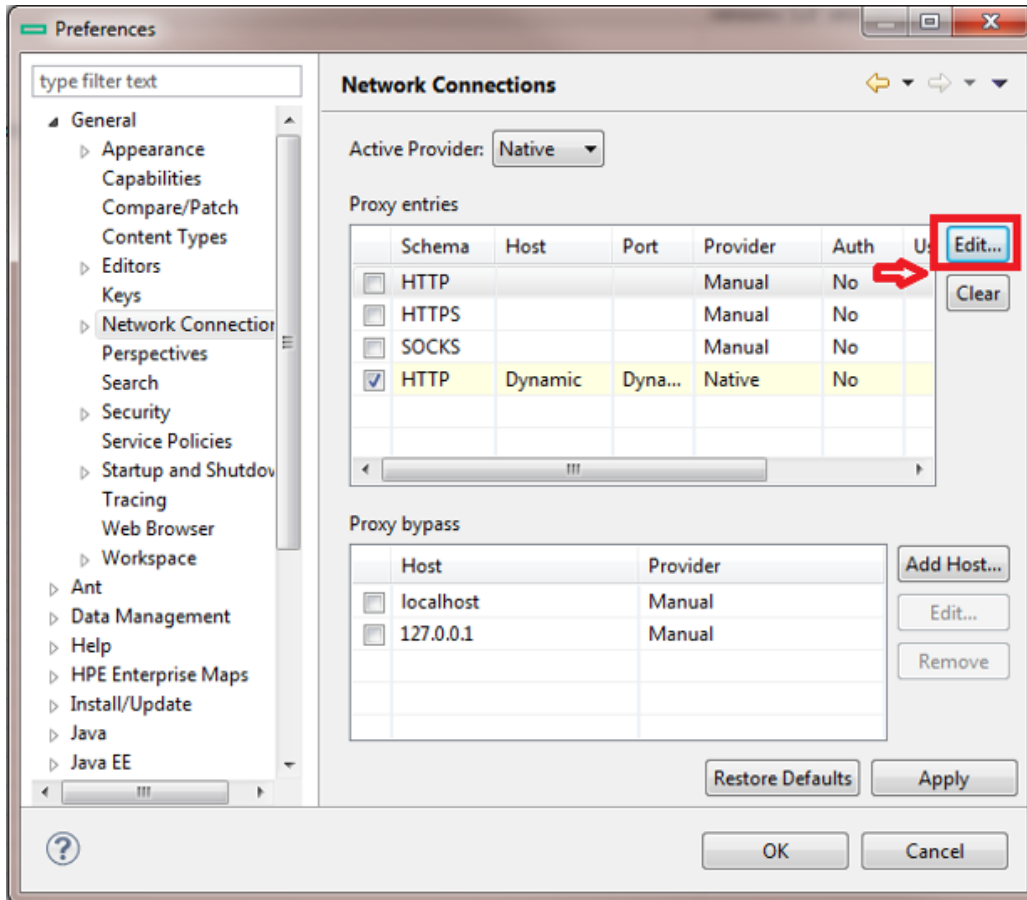 Preferences
type filter text
General
Appearance
Capabilities
Compare/Patch
Content Types
Editors
Keys
Network Connection
Perspectives
Search
Security
Service Policies
Startup and Shutdow
Tracing
Web Browser
Workspace
Ant
Data Management
Help
HPE Enterprise Maps
Install/Update
Java
Java EE
Network Connections
Active Provider: Native
Proxy entries
Schema Host Port Provider Auth Us
HTTP Manual No
HTTPS Manual No
SOCKS Manual No
HTTP Dynamic Dyna... Native No
Edit...
Clear
Proxy bypass
Host Provider
localhost Manual
127.0.0.1 Manual
Add Host...
Edit...
Remove
Restore Defaults Apply
OK Cancel